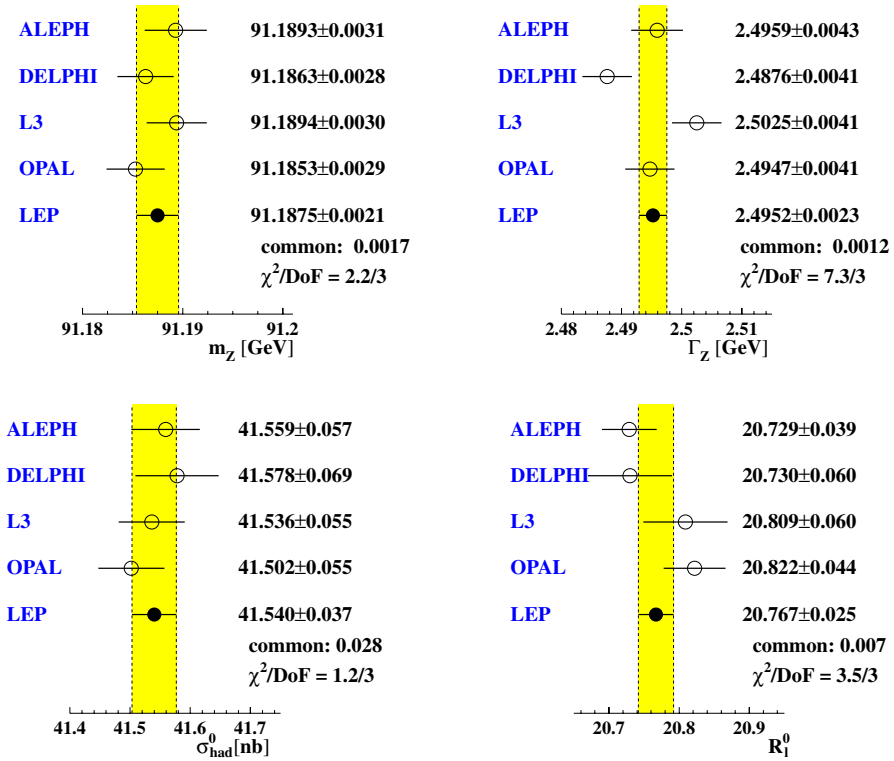 ALEPH 91.1893±0.0031
DELPHI 91.1863±0.0028
L3 91.1894±0.0030
OPAL 91.1853±0.0029
LEP 91.1875±0.0021
common: 0.0017
χ²/DoF = 2.2/3
91.18 91.19 91.2
m_Z [GeV]
ALEPH 2.4959±0.0043
DELPHI 2.4876±0.0041
L3 2.5025±0.0041
OPAL 2.4947±0.0041
LEP 2.4952±0.0023
common: 0.0012
χ²/DoF = 7.3/3
2.48 2.49 2.5 2.51
Γ_Z [GeV]
ALEPH 41.559±0.057
DELPHI 41.578±0.069
L3 41.536±0.055
OPAL 41.502±0.055
LEP 41.540±0.037
common: 0.028
χ²/DoF = 1.2/3
41.4 41.5 41.6 41.7
σ⁰_had[nb]
ALEPH 20.729±0.039
DELPHI 20.730±0.060
L3 20.809±0.060
OPAL 20.822±0.044
LEP 20.767±0.025
common: 0.007
χ²/DoF = 3.5/3
20.7 20.8 20.9
R⁰_l